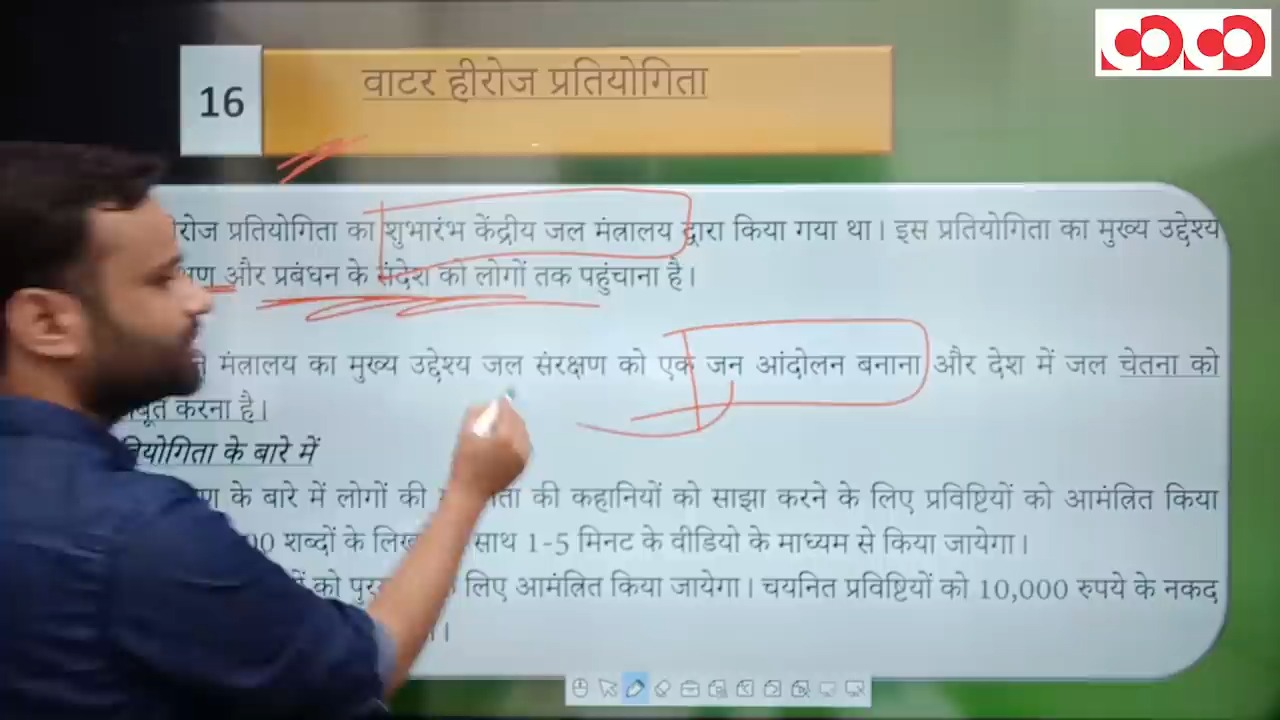 16
वाटर हीरोज प्रतियोगिता
प्रतियोगिता का शुभारंभ केंद्रीय जल मंत्रालय द्वारा किया गया था। इस प्रतियोगिता का मुख्य उद्देश्य
और प्रबंधन के संदेश को लोगों तक पहुंचाना है।
मंत्रालय का मुख्य उद्देश्य जल संरक्षण को एक जन आंदोलन बनाना और देश में जल चेतना को
करना है।
के बारे में
के बारे में लोगों की की कहानियों को साझा करने के लिए प्रविष्टियों को आमंत्रित किया
शब्दों के साथ 1-5 मिनट के वीडियो के माध्यम से किया जायेगा।
को लिए आमंत्रित किया जायेगा। चयनित प्रविष्टियों को 10,000 रुपये के नकद